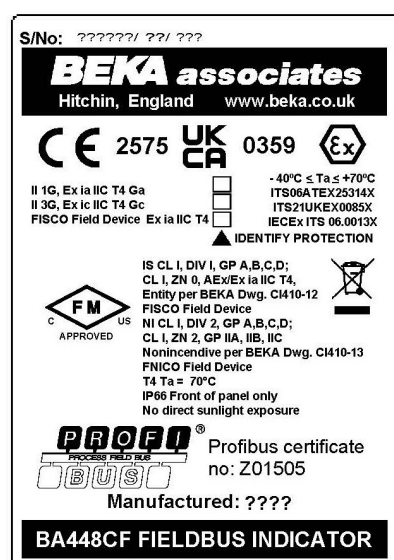 S/No: ??????/ ??/ ???
BEKA associates
Hitchin, England www.beka.co.uk
CE 2575 UK CA 0359 Ex
II 1G, Ex ia IIC T4 Ga
II 3G, Ex ic IIC T4 Gc
FISCO Field Device Ex ia IIC T4
- 40°C ≤ Ta ≤ +70°C
ITS06ATEX25314X
ITS21UKEX0085X
IECEx ITS 06.0013X
IDENTIFY PROTECTION
FM
C US
APPROVED
IS CL I, DIV I, GP A,B,C,D;
CL I, ZN 0, AEx/Ex ia IIC T4,
Entity per BEKA Dwg. CI410-12
FISCO Field Device
NI CL I, DIV 2, GP A,B,C,D;
CL I, ZN 2, GP IIA, IIB, IIC
Nonincendive per BEKA Dwg. CI410-13
FNICO Field Device
T4 Ta = 70°C
IP66 Front of panel only
No direct sunlight exposure
PROFI ®
PROCESS FIELD BUS
BUS
Profibus certificate
no: Z01505
Manufactured: ????
BA448CF FIELDBUS INDICATOR